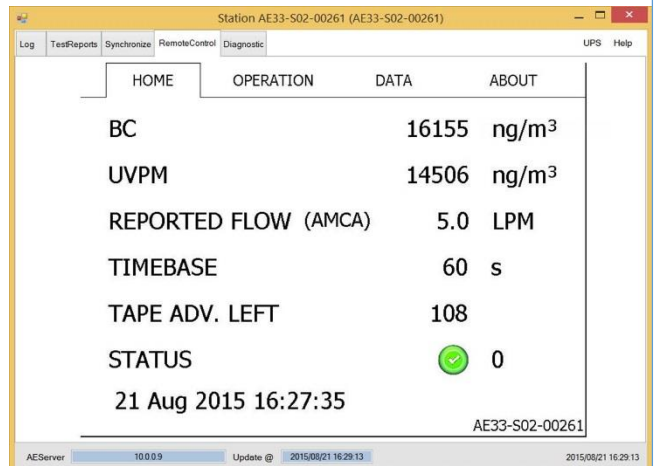 Station AE33-S02-00261 (AE33-S02-00261)
Log TestReports Synchronize RemoteControl Diagnostic UPS Help
HOME OPERATION DATA ABOUT
BC 16155 ng/m³
UVPM 14506 ng/m³
REPORTED FLOW (AMCA) 5.0 LPM
TIMEBASE 60 s
TAPE ADV. LEFT 108
STATUS 0
21 Aug 2015 16:27:35
AE33-S02-00261
AEServer 10.0.0.9 Update @ 2015/08/21 16:29:13 2015/08/21 16:29:13